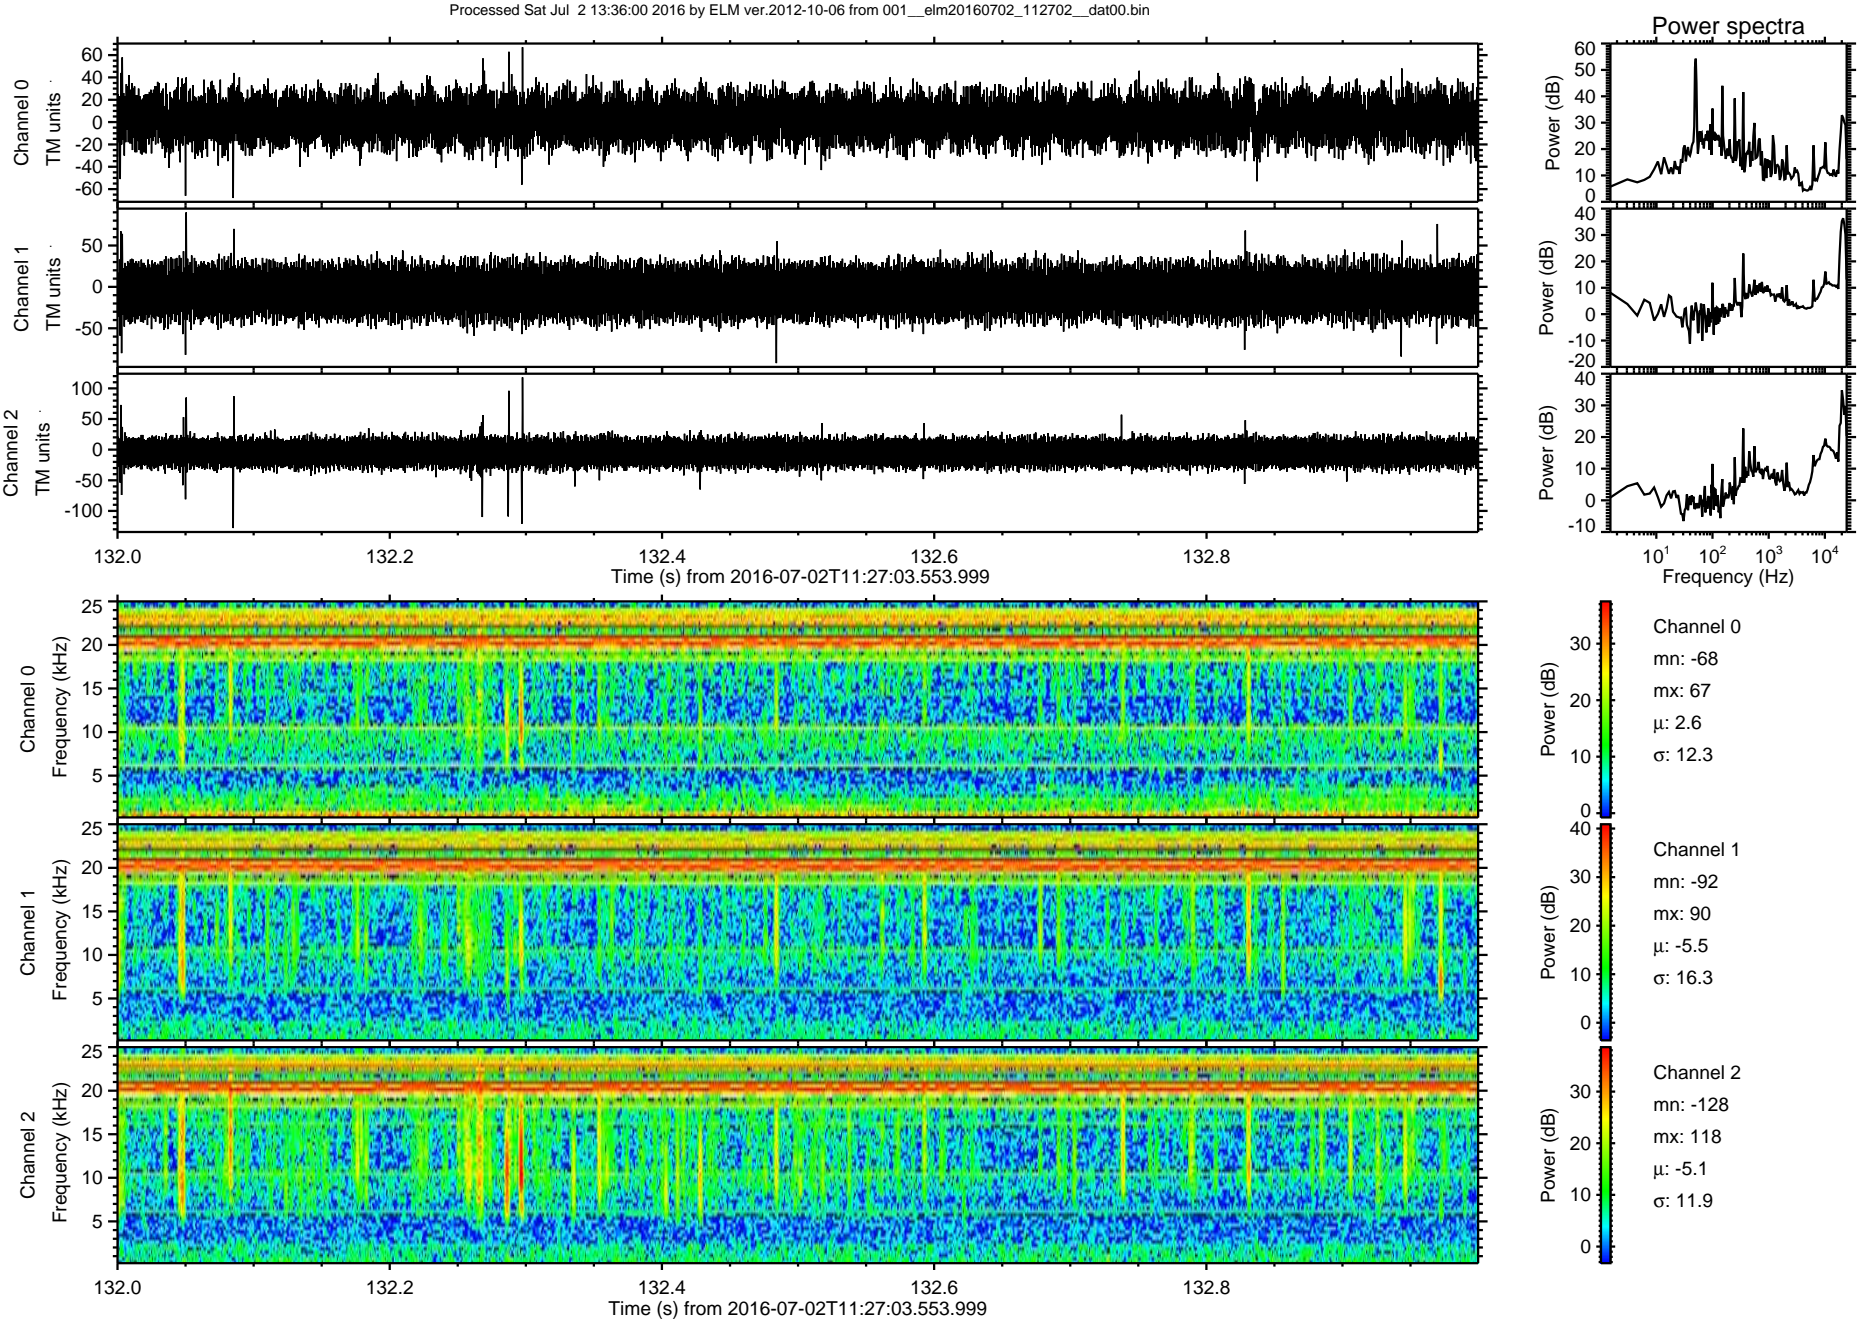 Processed Sat Jul  2 13:36:00 2016 by ELM ver.2012-10-06 from 001__elm20160702_112702__dat00.bin
Power spectra
Channel 0
TM units
60
40
20
0
-20
-40
-60
Power (dB)
60
50
40
30
20
10
0
Channel 1
TM units
50
0
-50
Power (dB)
40
30
20
10
0
-10
-20
Channel 2
TM units
100
50
0
-50
-100
Power (dB)
40
30
20
10
0
-10
132.0 132.2 132.4 132.6 132.8
Time (s) from 2016-07-02T11:27:03.553.999
10^1 10^2 10^3 10^4
Frequency (Hz)
Channel 0
Frequency (kHz)
25
20
15
10
5
Power (dB)
30
20
10
0
Channel 0
mn: -68
mx: 67
µ: 2.6
σ: 12.3
Channel 1
Frequency (kHz)
25
20
15
10
5
Power (dB)
40
30
20
10
0
Channel 1
mn: -92
mx: 90
µ: -5.5
σ: 16.3
Channel 2
Frequency (kHz)
25
20
15
10
5
Power (dB)
30
20
10
0
Channel 2
mn: -128
mx: 118
µ: -5.1
σ: 11.9
132.0 132.2 132.4 132.6 132.8
Time (s) from 2016-07-02T11:27:03.553.999